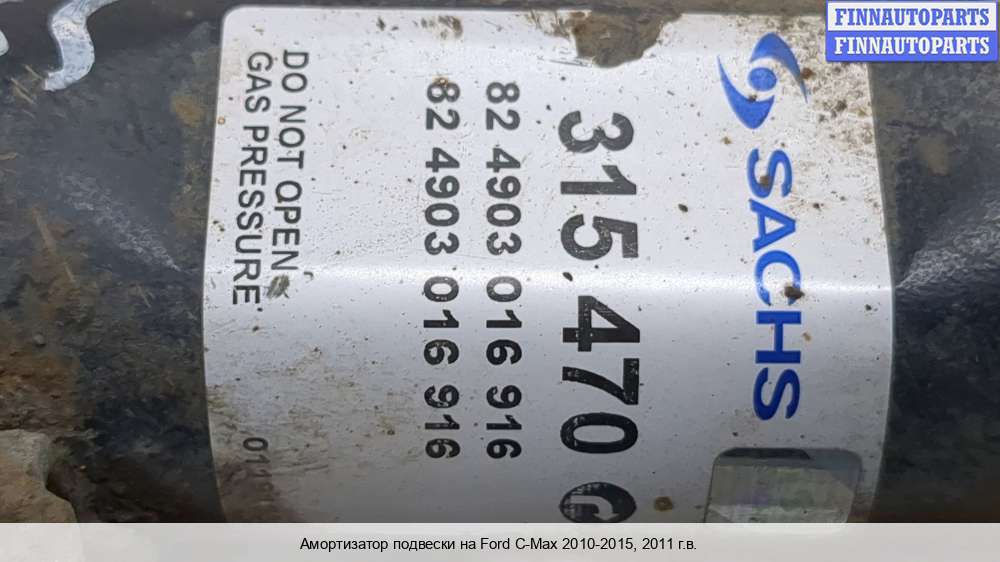 FINNAUTOPARTS
FINNAUTOPARTS
SACHS
315 470
82 4903 016 916
82 4903 016 916
DO NOT OPEN
GAS PRESSURE
Амортизатор подвески на Ford C-Max 2010-2015, 2011 г.в.